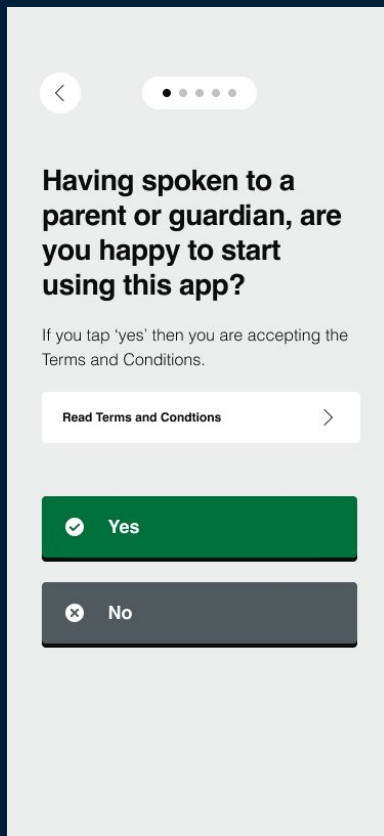 Having spoken to a
parent or guardian, are
you happy to start
using this app?
If you tap ‘yes’ then you are accepting the
Terms and Conditions.
Read Terms and Condtions
Yes
No